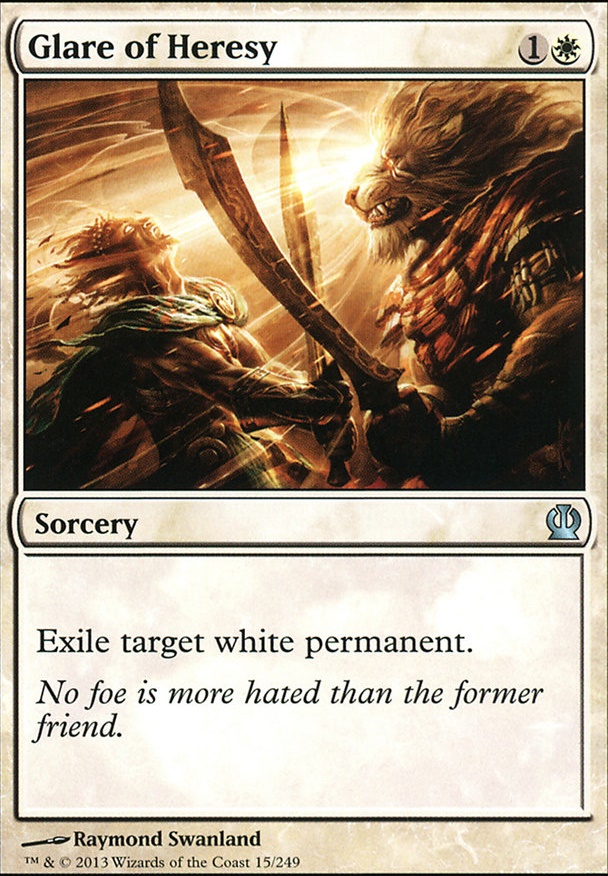 Glare of Heresy
1
Sorcery
Exile target white permanent.
No foe is more hated than the former
friend.
Raymond Swanland
™ & © 2013 Wizards of the Coast 15/249